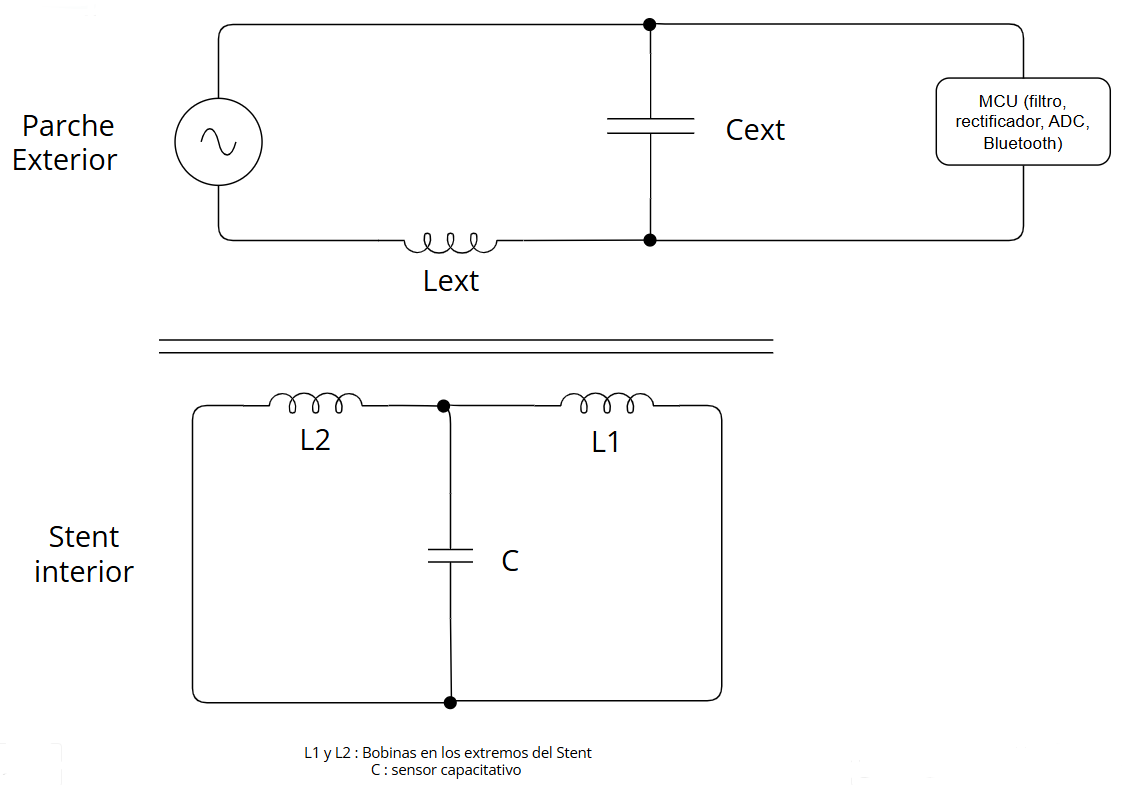 Parche
Exterior
MCU (filtro,
rectificador, ADC,
Bluetooth)
Cext
Lext
L2
L1
Stent
interior
C
L1 y L2 : Bobinas en los extremos del Stent
C : sensor capacitativo